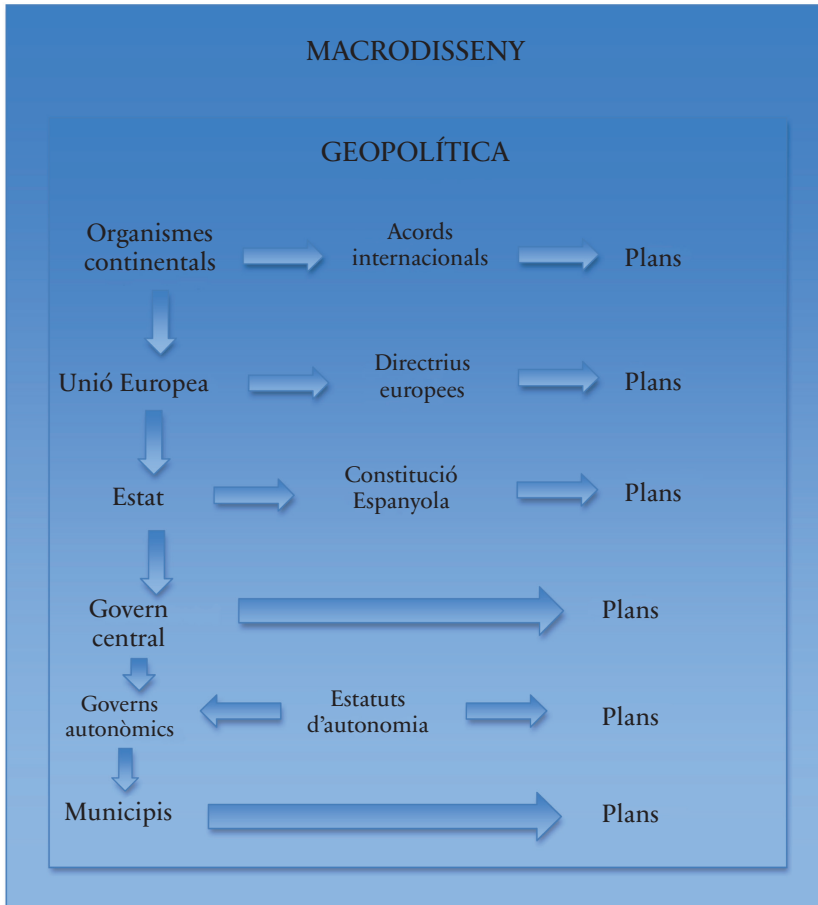 MACRODISSENY
GEOPOLÍTICA
Organismes
continentals
Acords
internacionals
Plans
Unió Europea
Directrius
europees
Plans
Estat
Constitució
Espanyola
Plans
Govern
central
Plans
Governs
autonòmics
Estatuts
d’autonomia
Plans
Municipis
Plans